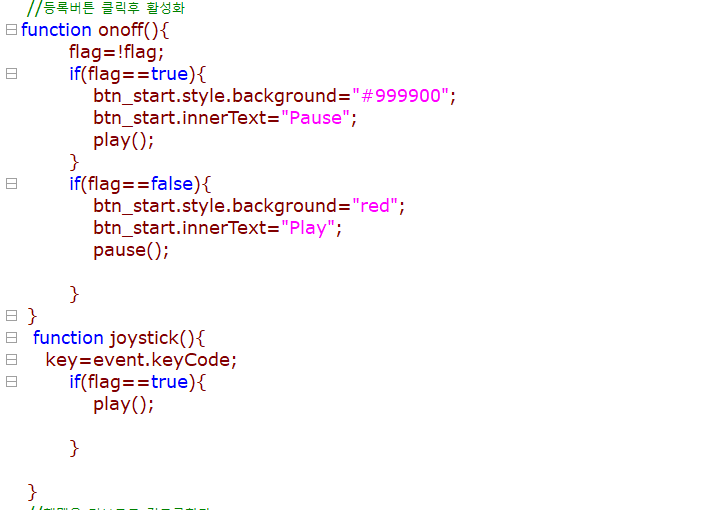 //등록버튼 클릭후 활성화
function onoff(){
flag=!flag;
if(flag==true){
btn_start.style.background="#999900";
btn_start.innerText="Pause";
play();
}
if(flag==false){
btn_start.style.background="red";
btn_start.innerText="Play";
pause();
}
}
function joystick(){
key=event.keyCode;
if(flag==true){
play();
}
}